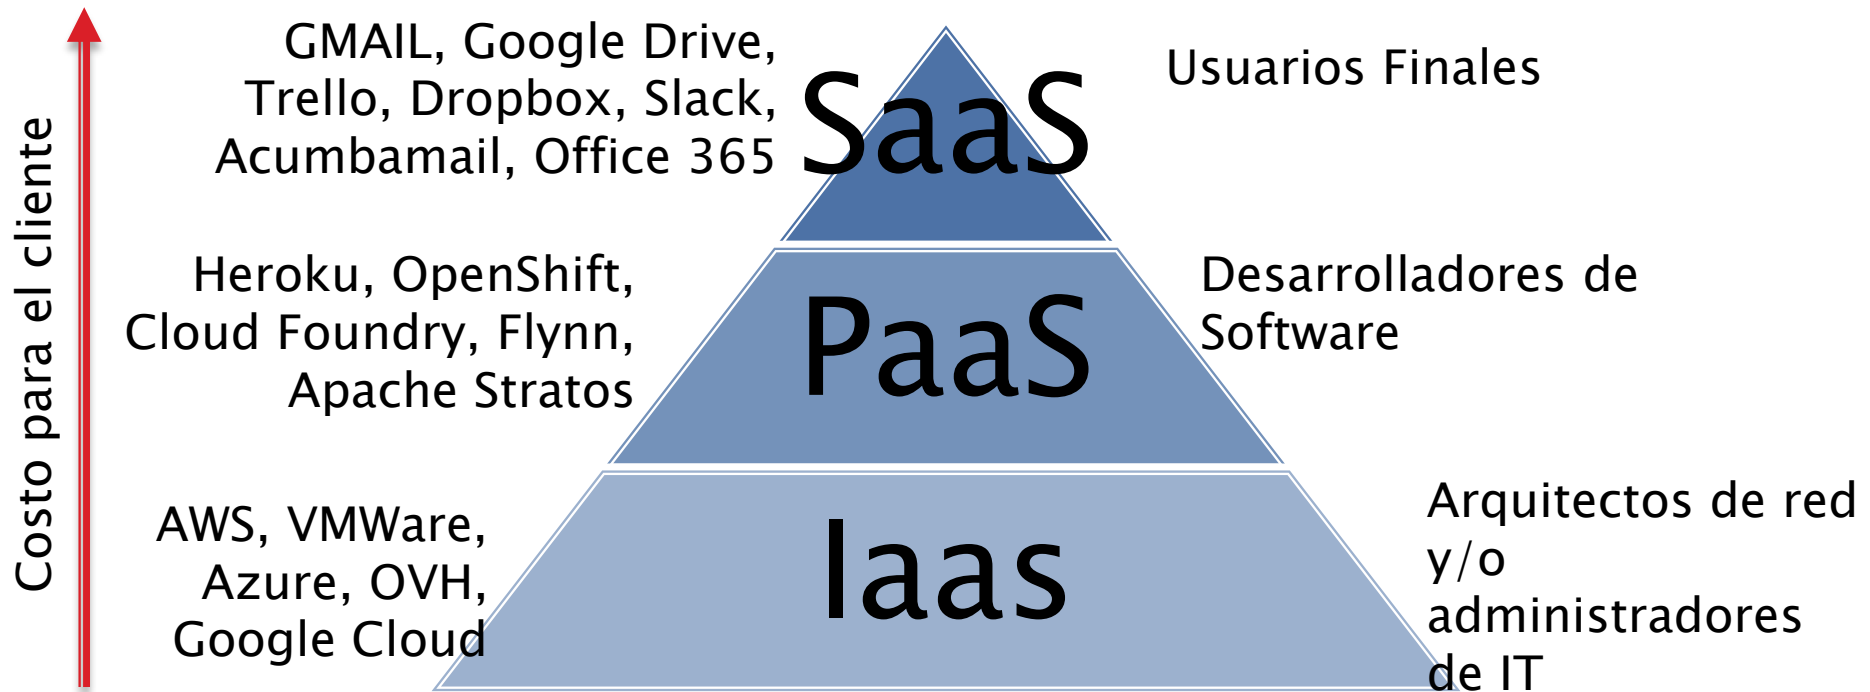 Costo para el cliente
GMAIL, Google Drive,
Trello, Dropbox, Slack,
Acumbamail, Office 365
SaaS
Usuarios Finales
Heroku, OpenShift,
Cloud Foundry, Flynn,
Apache Stratos
PaaS
Desarrolladores de
Software
AWS, VMWare,
Azure, OVH,
Google Cloud
Iaas
Arquitectos de red
y/o
administradores
de IT